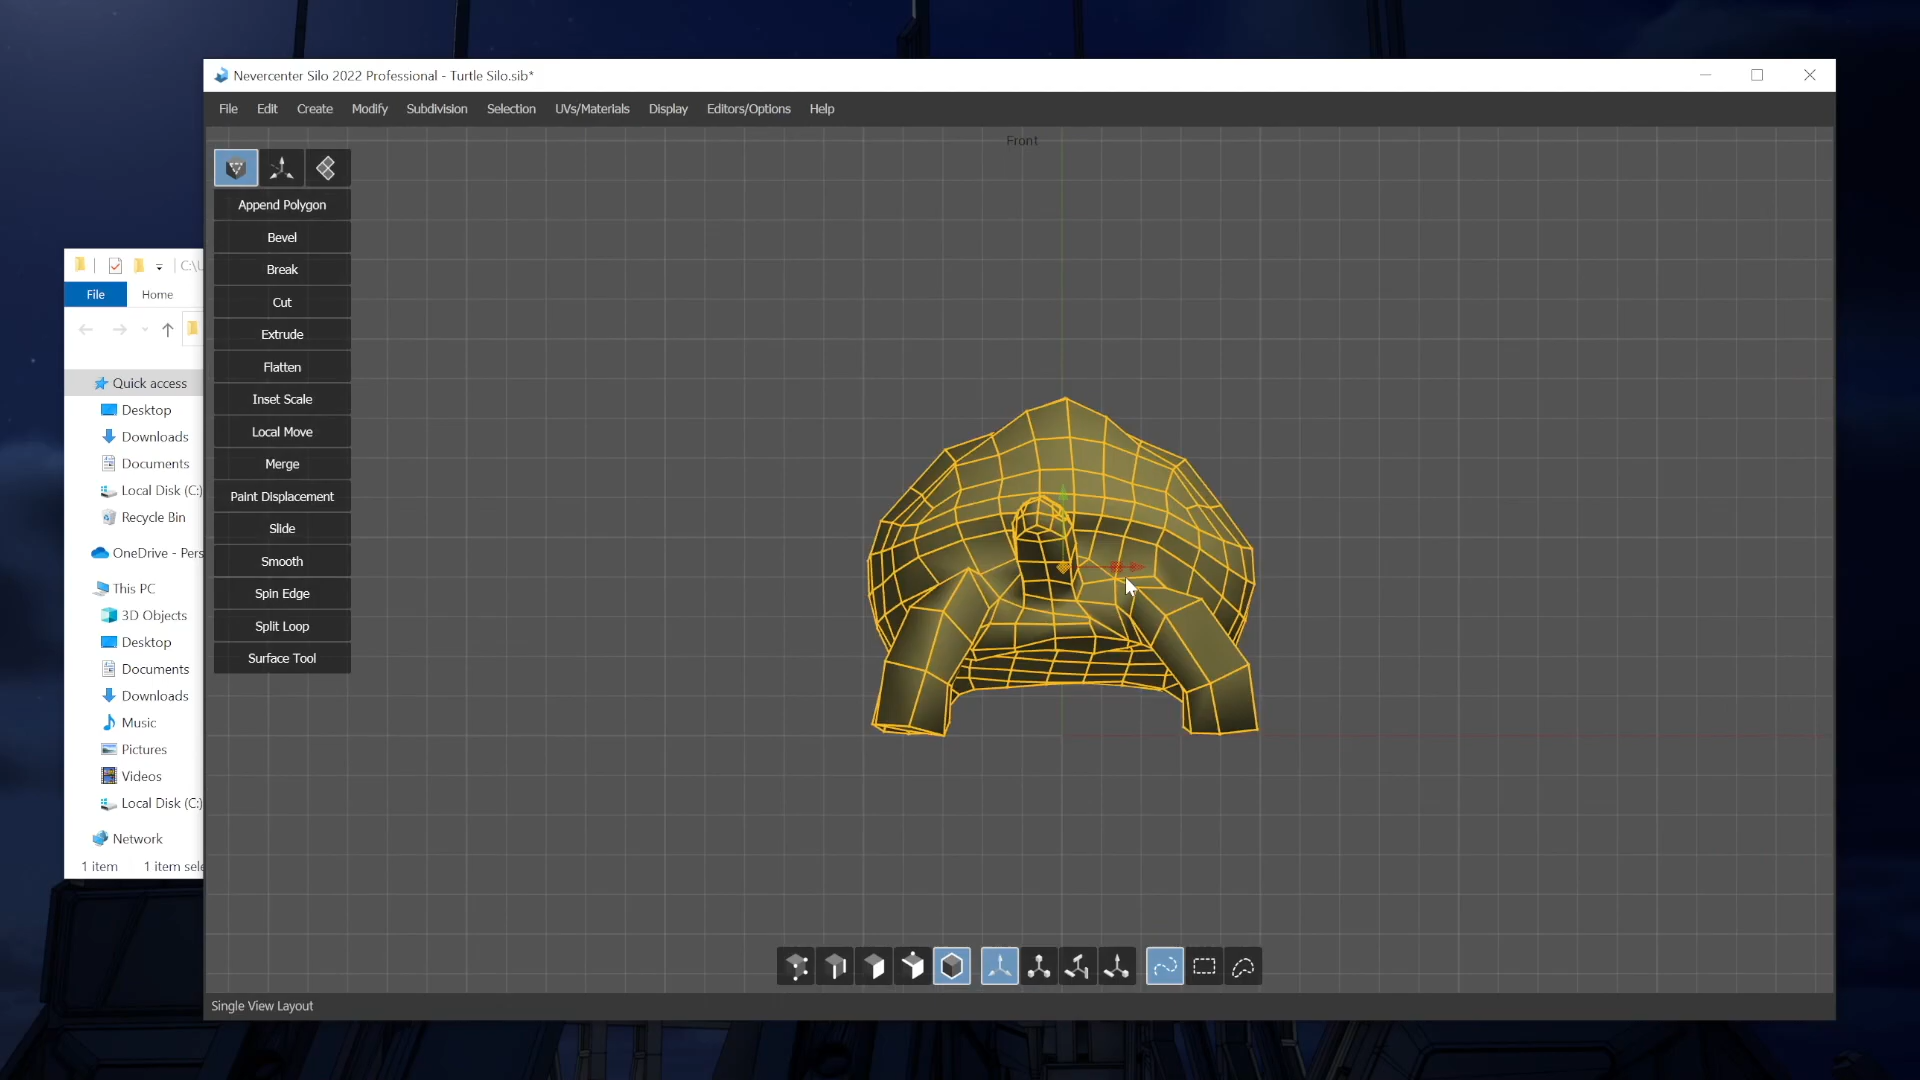 Nevercenter Silo 2022 Professional - Turtle Silo.sib*
File Edit Create Modify Subdivision Selection UVs/Materials Display Editors/Options Help
Front
Append Polygon
Bevel
Break
Cut
Extrude
Flatten
Inset Scale
Local Move
Merge
Paint Displacement
Slide
Smooth
Spin Edge
Split Loop
Surface Tool
Single View Layout
C:\U
File Home
Quick access
Desktop
Downloads
Documents
Local Disk (C:)
Recycle Bin
OneDrive - Pers
This PC
3D Objects
Desktop
Documents
Downloads
Music
Pictures
Videos
Local Disk (C:)
Network
1 item 1 item sele